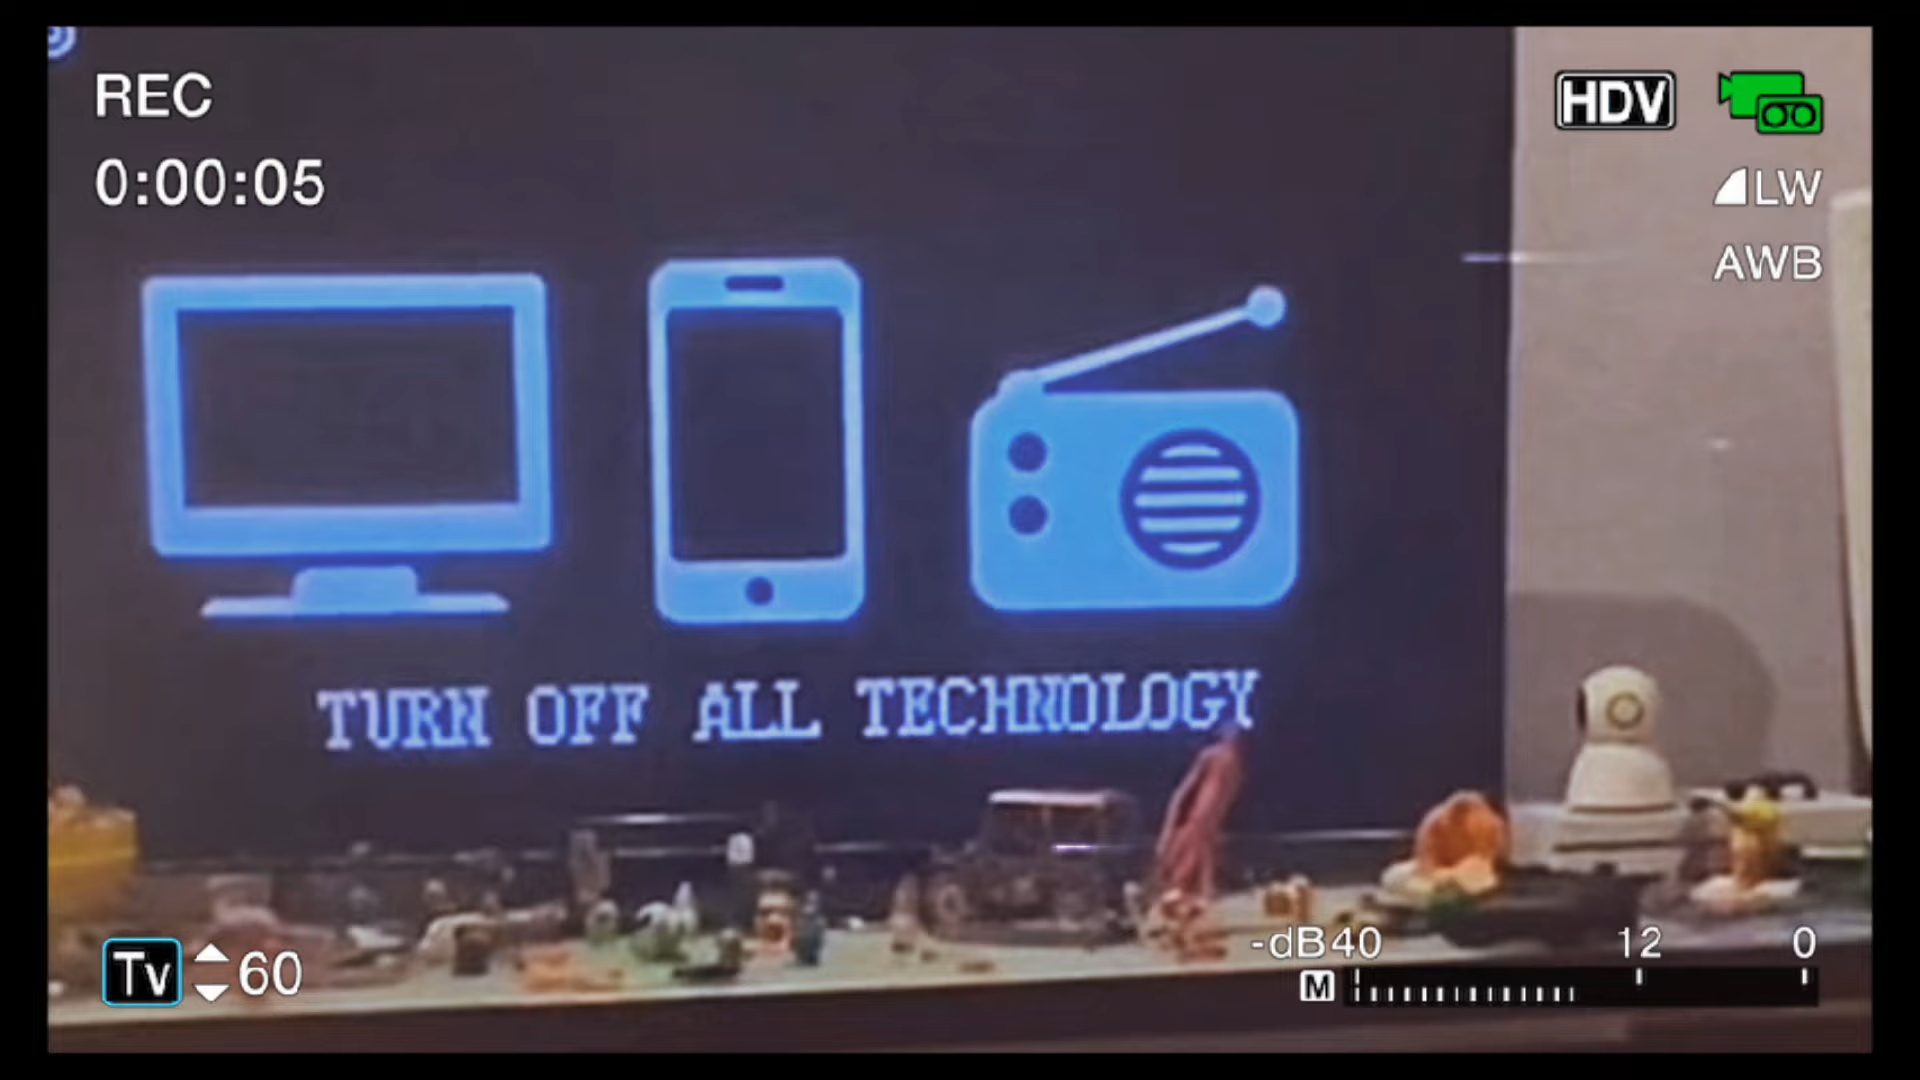 REC
0:00:05
HDV
LW
AWB
TURN OFF ALL TECHNOLOGY
Tv 60
-dB40 12 0
M